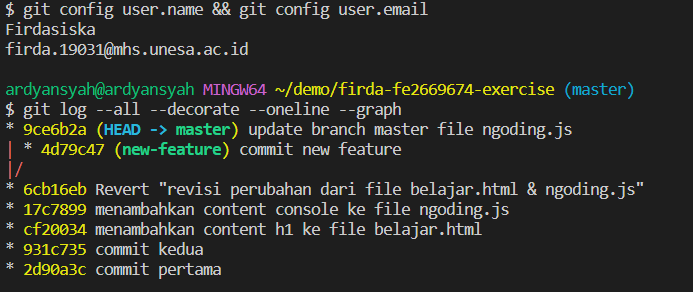 $ git config user.name && git config user.email
Firdasiska
firda.19031@mhs.unesa.ac.id
ardyansyah@ardyansyah MINGW64 ~/demo/firda-fe2669674-exercise (master)
$ git log --all --decorate --oneline --graph
* 9ce6b2a (HEAD -> master) update branch master file ngoding.js
| * 4d79c47 (new-feature) commit new feature
|/
* 6cb16eb Revert "revisi perubahan dari file belajar.html & ngoding.js"
* 17c7899 menambahkan content console ke file ngoding.js
* cf20034 menambahkan content h1 ke file belajar.html
* 931c735 commit kedua
* 2d90a3c commit pertama